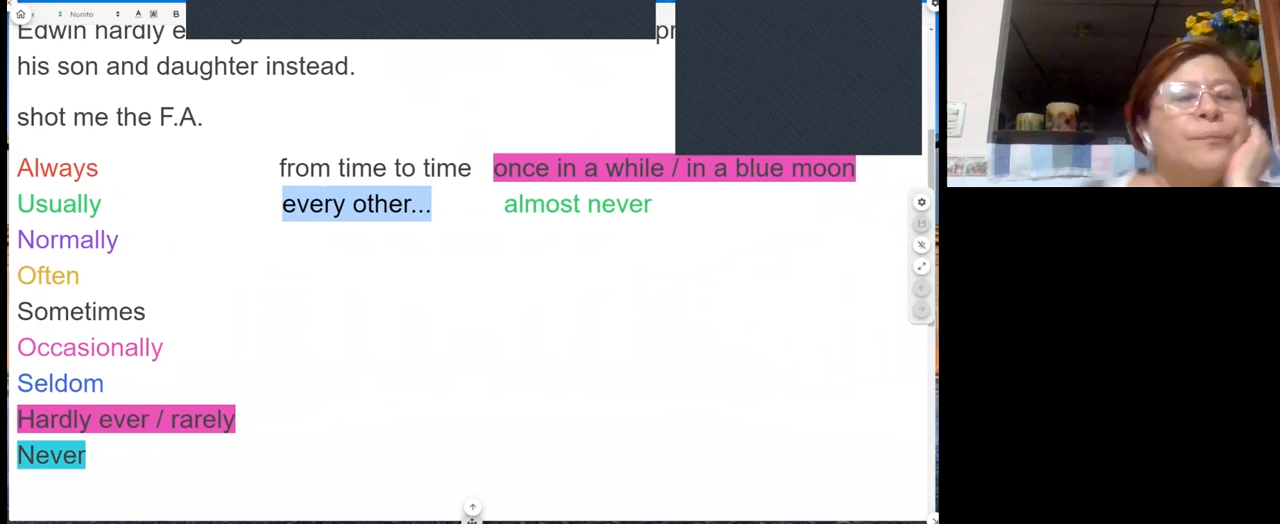 Nunito A A B
Edwin hardly
his son and daughter instead.
shot me the F.A.
Always from time to time once in a while / in a blue moon
Usually every other... almost never
Normally
Often
Sometimes
Occasionally
Seldom
Hardly ever / rarely
Never